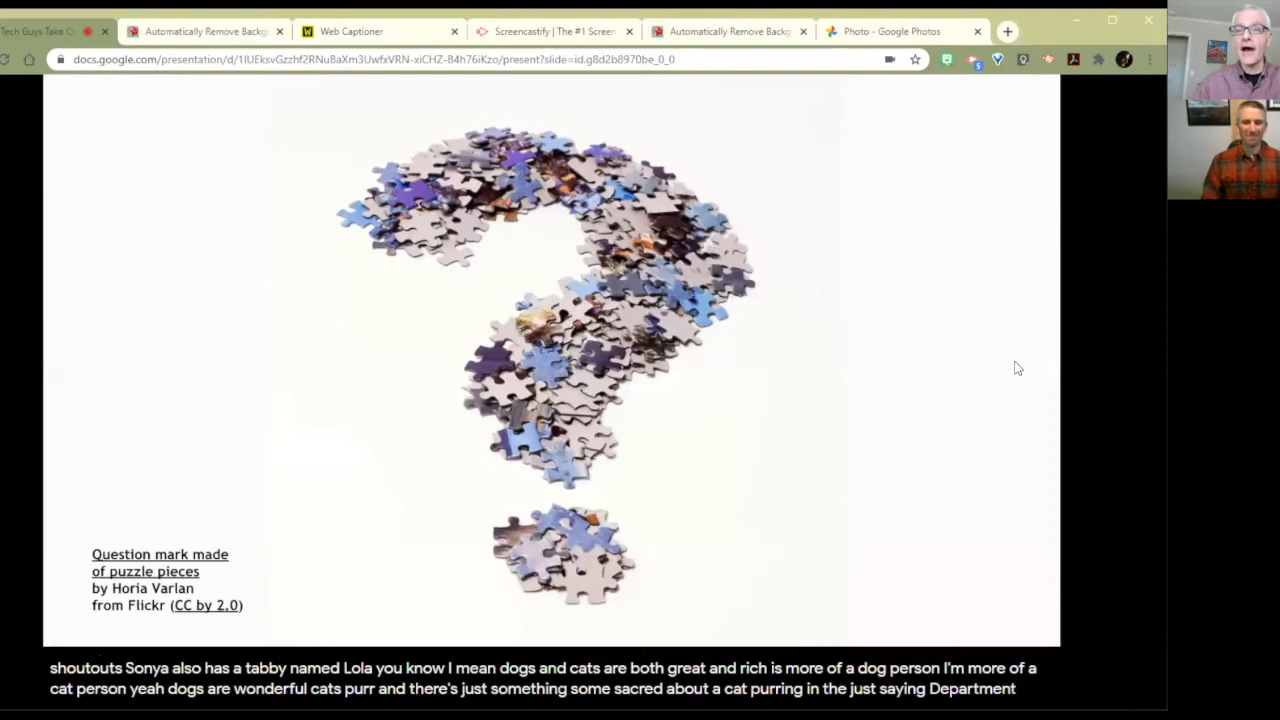 Tech Guys Take Q
Automatically Remove Backg
Web Captioner
Screencastify | The #1 Screen
Automatically Remove Backg
Photo - Google Photos
docs.google.com/presentation/d/1IUEksvGzzhf2RNuBaXm3UwfxVRN-xiCHZ-B4h76iKzo/present?slide=id.g8d2b8970be_0_0
5
Question mark made
of puzzle pieces
by Horia Varlan
from Flickr (CC by 2.0)
shoutouts Sonya also has a tabby named Lola you know I mean dogs and cats are both great and rich is more of a dog person I'm more of a
cat person yeah dogs are wonderful cats purr and there's just something some sacred about a cat purring in the just saying Department